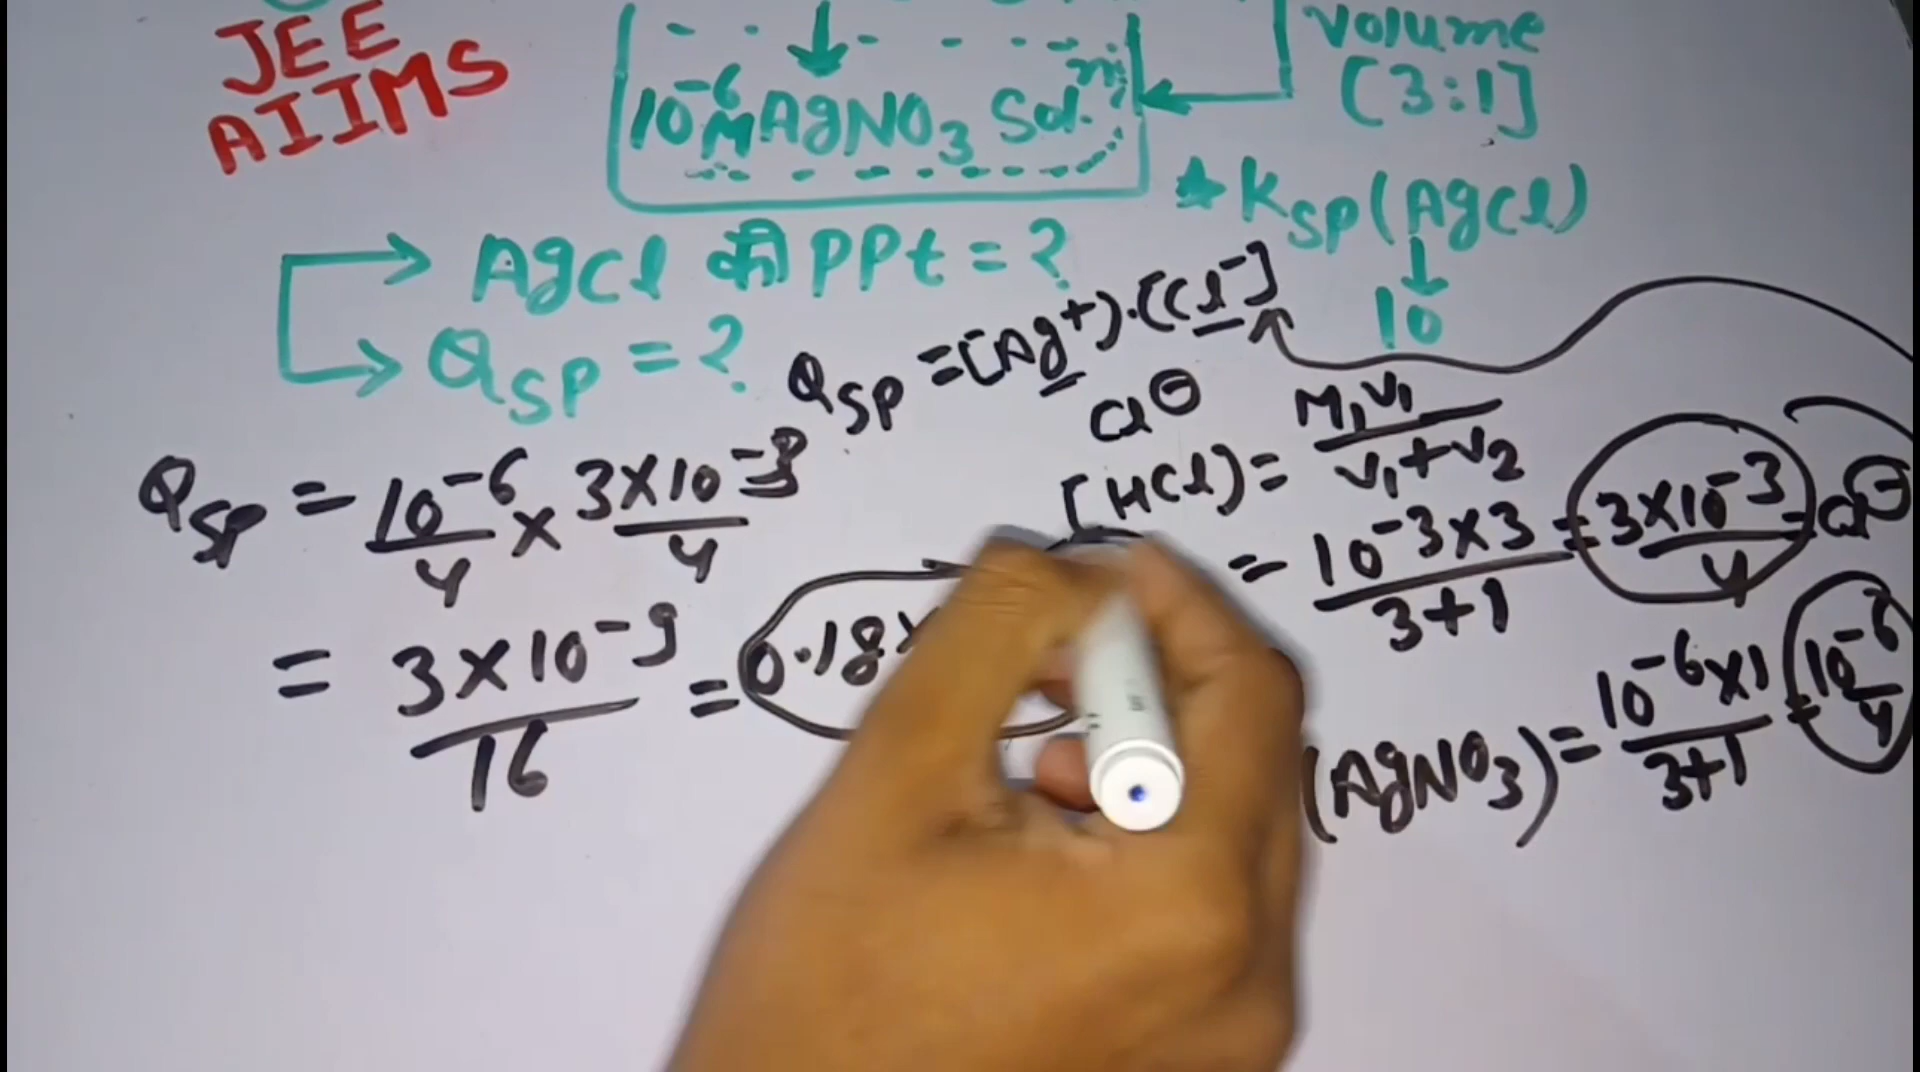 JEE
AIIMS
10⁻⁶M AgNO₃ Solⁿ
volume
[3:1]
★ Ksp(AgCl)
↓
10
→ AgCl की PPt = ?
→ Qsp = ?
Qsp = [Ag⁺).[Cl⁻]
Cl⊖
[HCl) = M₁V₁/V₁+V₂
= 10⁻³×3/3+1 = 3×10⁻³/4 = Cl⊖
(AgNO₃) = 10⁻⁶×1/3+1 = 10⁻⁶/4
Qsp = 10⁻⁶/4 × 3×10⁻³/4
= 3×10⁻⁹/16 = 0.18×